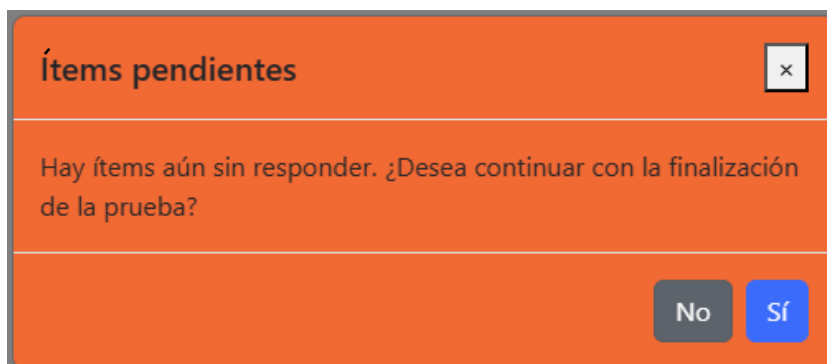 Ítems pendientes
×
Hay ítems aún sin responder. ¿Desea continuar con la finalización
de la prueba?
No
Sí